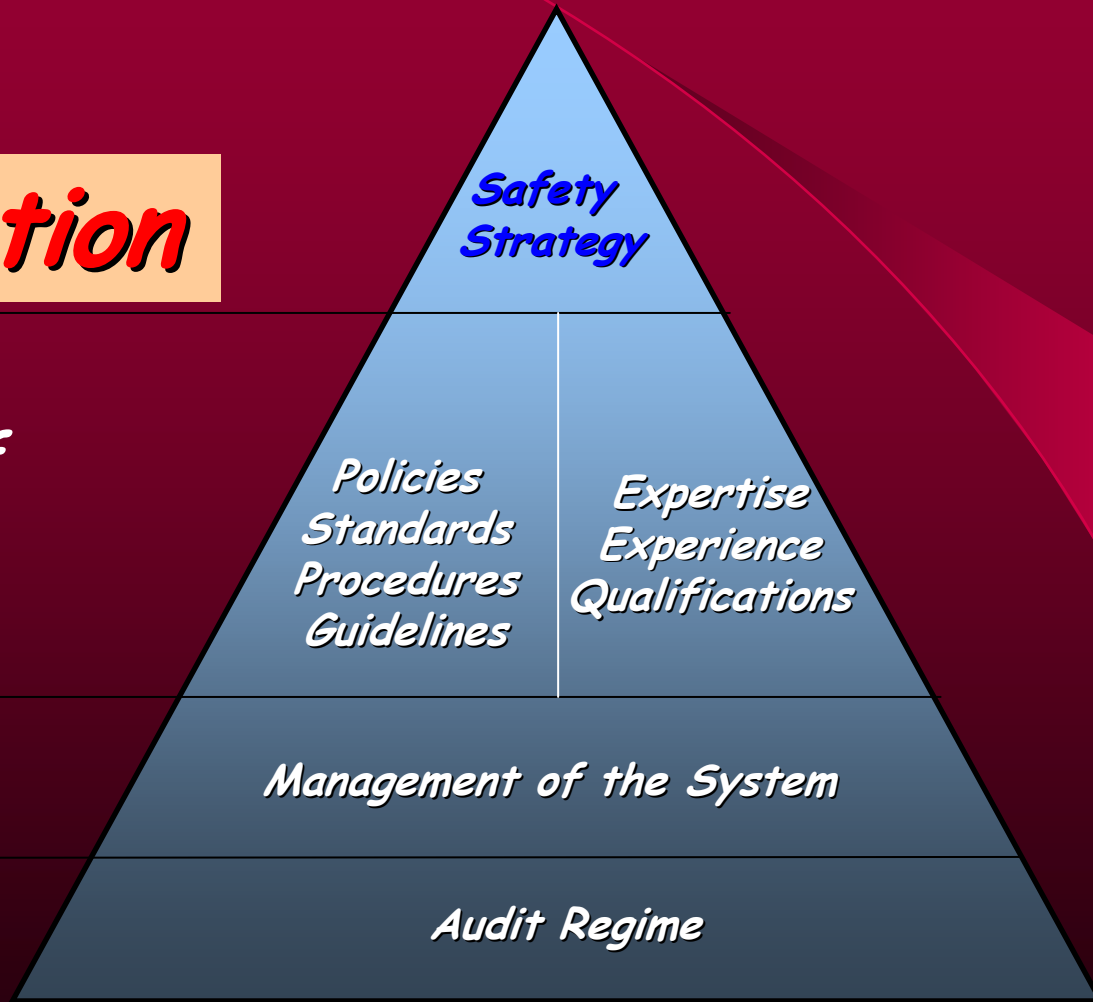 Safety
Strategy
tion
Policies
Standards
Procedures
Guidelines
Expertise
Experience
Qualifications
Management of the System
Audit Regime